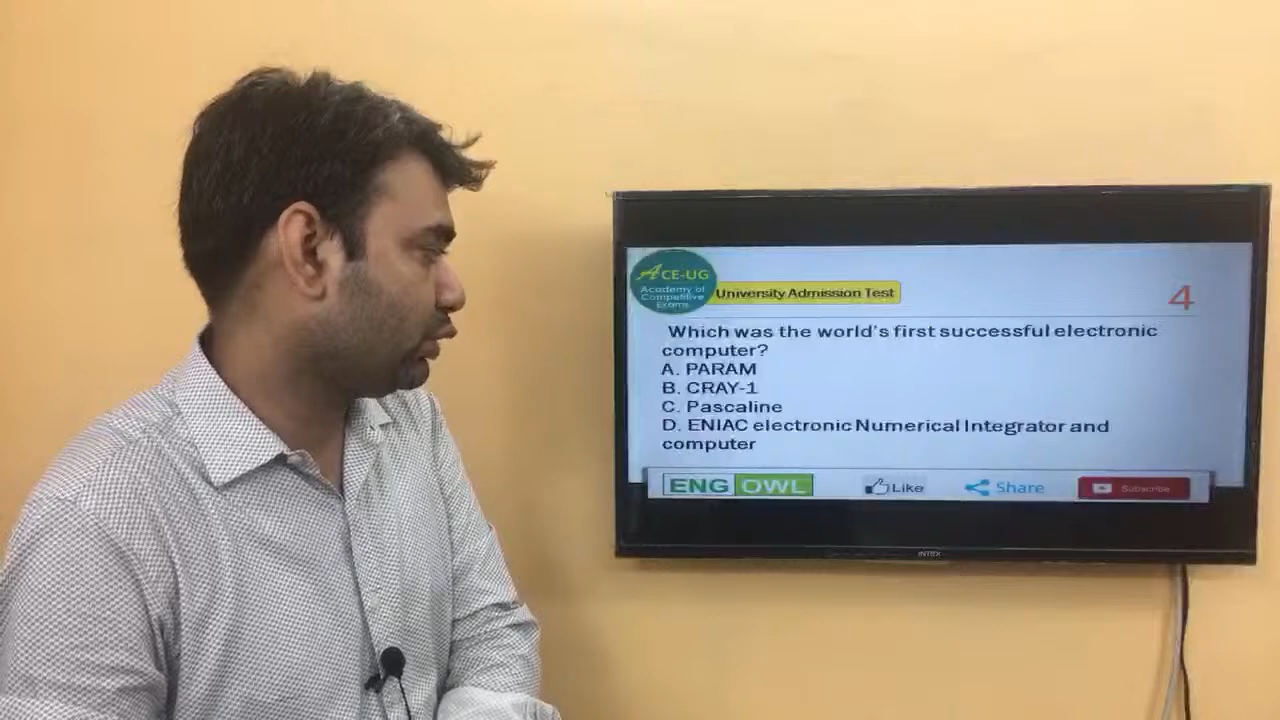 ACE-UG
Academy of
Competitive
Exams
University Admission Test
4
Which was the world's first successful electronic
computer?
A. PARAM
B. CRAY-1
C. Pascaline
D. ENIAC electronic Numerical Integrator and
computer
ENG OWL
Like
Share
Subscribe
INTEX